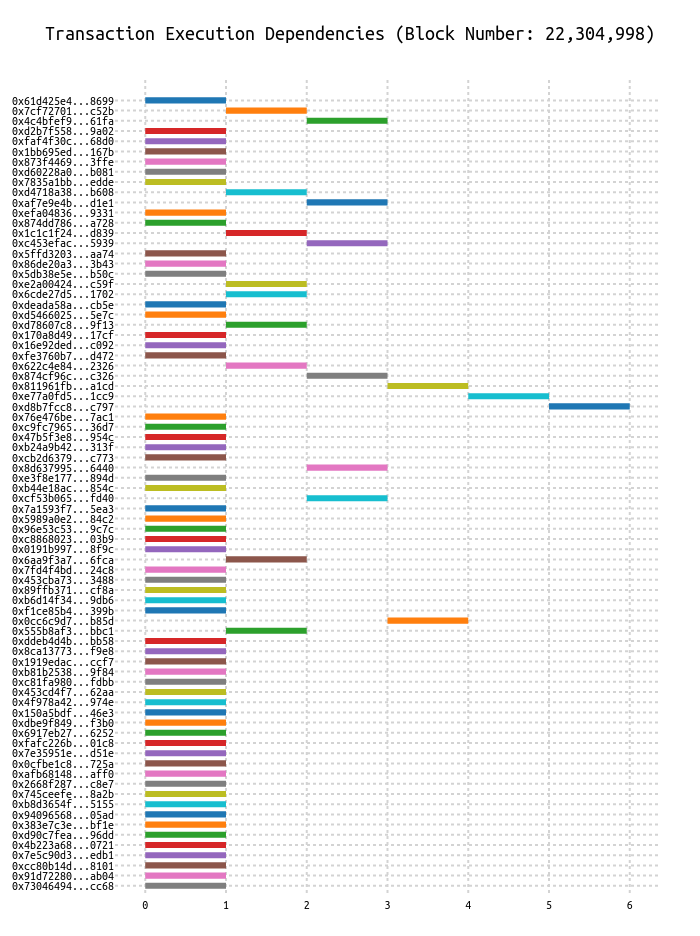 Transaction Execution Dependencies (Block Number: 22,304,998)
0x61d425e4...8699
0x7cf72701...c52b
0x4c4bfef9...61fa
0xd2b7f558...9a02
0xfaf4f30c...68d0
0x1bb695ed...167b
0x873f4469...3ffe
0xd60228a0...b081
0x7835a1bb...edde
0xd4718a38...b608
0xaf7e9e4b...d1e1
0xefa04836...9331
0x874dd786...a728
0x1c1c1f24...d839
0xc453efac...5939
0x5ffd3203...aa74
0x86de20a3...3b43
0x5db38e5e...b50c
0xe2a00424...c59f
0x6cde27d5...1702
0xdeada58a...cb5e
0xd5466025...5e7c
0xd78607c8...9f13
0x170a8d49...17cf
0x16e92ded...c092
0xfe3760b7...d472
0x622c4e84...2326
0x874cf96c...c326
0x811961fb...a1cd
0xe77a0fd5...1cc9
0xd8b7fcc8...c797
0x76e476be...7ac1
0xc9fc7965...36d7
0x47b5f3e8...954c
0xb24a9b42...313f
0xcb2d6379...c773
0x8d637995...6440
0xe3f8e177...894d
0xb44e18ac...854c
0xcf53b065...fd40
0x7a1593f7...5ea3
0x5989a0e2...84c2
0x96e53c53...9c7c
0xc8868023...03b9
0x0191b997...8f9c
0x6aa9f3a7...6fca
0x7fd4f4bd...24c8
0x453cba73...3488
0x89ffb371...cf8a
0xb6d14f34...9db6
0xf1ce85b4...399b
0x0cc6c9d7...b85d
0x555b8af3...bbc1
0xddeb4d4b...bb58
0x8ca13773...f9e8
0x1919edac...ccf7
0xb81b2538...9f84
0xc81fa980...fdbb
0x453cd4f7...62aa
0x4f978a42...974e
0x150a5bdf...46e3
0xdbe9f849...f3b0
0x6917eb27...6252
0xfafc226b...01c8
0x7e35951e...d51e
0x0cfbe1c8...725a
0xafb68148...aff0
0x2668f287...c8e7
0x745ceefe...8a2b
0xb8d3654f...5155
0x94096568...05ad
0x383e7c3e...bf1e
0xd90c7fea...96dd
0x4b223a68...0721
0x7e5c90d3...edb1
0xcc80b14d...8101
0x91d72280...ab04
0x73046494...cc68
0 1 2 3 4 5 6